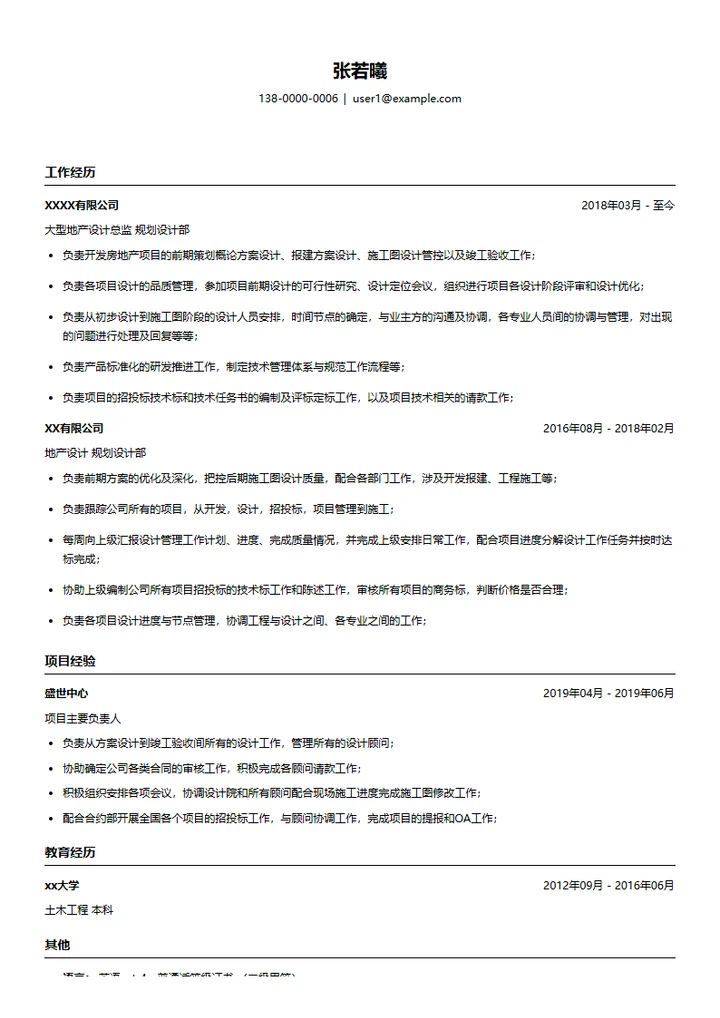 张若曦
138-0000-0006 | user1@example.com
工作经历
XXXX有限公司 2018年03月 - 至今
大型地产设计总监 规划设计部
• 负责开发房地产项目的前期策划概论方案设计、报建方案设计、施工图设计管控以及竣工验收工作；
• 负责各项目设计的品质管理，参加项目前期设计的可行性研究、设计定位会议，组织进行项目各设计阶段评审和设计优化；
• 负责从初步设计到施工图阶段的设计人员安排，时间节点的确定，与业主方的沟通及协调，各专业人员间的协调与管理，对出现
的问题进行处理及回复等等；
• 负责产品标准化的研发推进工作，制定技术管理体系与规范工作流程等；
• 负责项目的招投标技术标和技术任务书的编制及评标定标工作，以及项目技术相关的请款工作；
XX有限公司 2016年08月 - 2018年02月
地产设计 规划设计部
• 负责前期方案的优化及深化，把控后期施工图设计质量，配合各部门工作，涉及开发报建、工程施工等；
• 负责跟踪公司所有的项目，从开发，设计，招投标，项目管理到施工；
• 每周向上级汇报设计管理工作计划、进度、完成质量情况，并完成上级安排日常工作，配合项目进度分解设计工作任务并按时达
标完成；
• 协助上级编制公司所有项目招投标的技术标工作和陈述工作，审核所有项目的商务标，判断价格是否合理；
• 负责各项目设计进度与节点管理，协调工程与设计之间、各专业之间的工作；
项目经验
盛世中心 2019年04月 - 2019年06月
项目主要负责人
• 负责从方案设计到竣工验收间所有的设计工作，管理所有的设计顾问；
• 协助确定公司各类合同的审核工作，积极完成各顾问请款工作；
• 积极组织安排各项会议，协调设计院和所有顾问配合现场施工进度完成施工图修改工作；
• 配合合约部开展全国各个项目的招投标工作，与顾问协调工作，完成项目的提报和OA工作；
教育经历
xx大学 2012年09月 - 2016年06月
土木工程 本科
其他